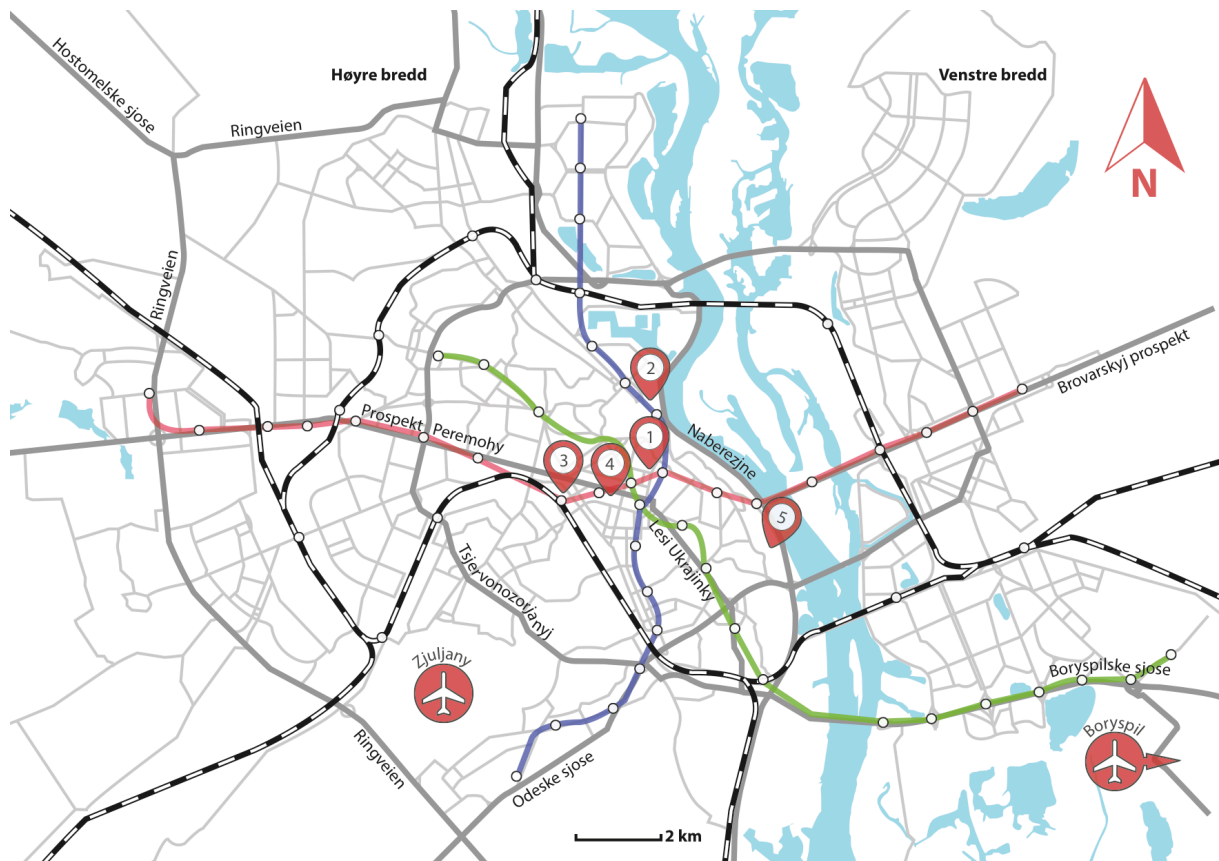 Høyre bredd
Venstre bredd
Hostomelske sjose
Ringveien
N
Ringveien
Brovarskyj prospekt
2
Prospekt Peremohy
1
Naberezjne
3
4
5
Lesi Ukrajinky
Tsjervonozorjanyj
Zjuljany
Boryspilske sjose
Ringveien
Boryspil
Odeske sjose
2 km